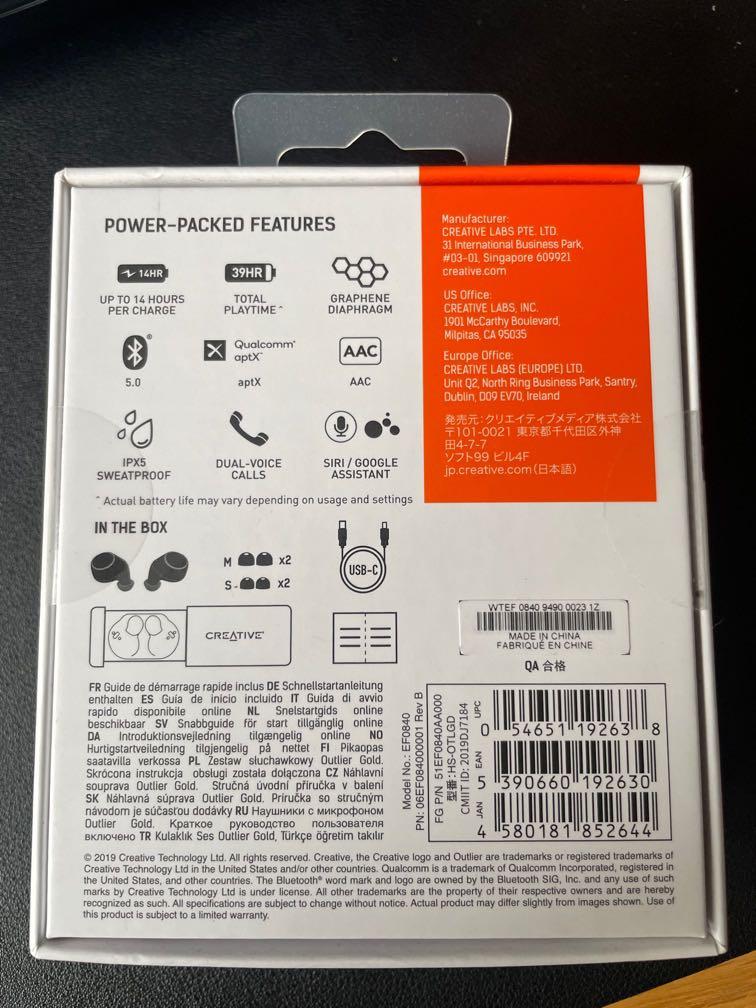 POWER-PACKED FEATURES
14HR
UP TO 14 HOURS
PER CHARGE
39HR
TOTAL
PLAYTIME^
GRAPHENE
DIAPHRAGM
®
5.0
Qualcomm®
aptX™
aptX
AAC
AAC
IPX5
SWEATPROOF
DUAL-VOICE
CALLS
SIRI / GOOGLE
ASSISTANT
^ Actual battery life may vary depending on usage and settings
Manufacturer:
CREATIVE LABS PTE. LTD.
31 International Business Park,
#03-01, Singapore 609921
creative.com
US Office:
CREATIVE LABS, INC.
1901 McCarthy Boulevard,
Milpitas, CA 95035
Europe Office:
CREATIVE LABS (EUROPE) LTD.
Unit Q2, North Ring Business Park, Santry,
Dublin, D09 EV70, Ireland
発売元:クリエイティブメディア株式会社
〒101-0021 東京都千代田区外神
田4-7-7
ソフト99 ビル4F
jp.creative.com(日本語)
IN THE BOX
M x2
S x2
USB-C
CREATIVE
WTEF 0840 9490 0023 1Z
MADE IN CHINA
FABRIQUÉ EN CHINE
QA 合格
FR Guide de démarrage rapide inclus DE Schnellstartanleitung
enthalten ES Guía de inicio incluido IT Guida di avvio
rapido disponibile online NL Snelstartgids online
beschikbaar SV Snabbguide för start tillgänglig online
DA Introduktionsvejledning tilgængelig online NO
Hurtigstartveiledning tilgjengelig på nettet FI Pikaopas
saatavilla verkossa PL Zestaw słuchawkowy Outlier Gold.
Skrócona instrukcja obsługi została dołączona CZ Náhlavní
souprava Outlier Gold. Stručná úvodní příručka v balení
SK Náhlavná súprava Outlier Gold. Príručka so stručným
návodom je súčasťou dodávky RU Наушники с микрофоном
Outlier Gold. Краткое руководство пользователя
включено TR Kulaklık Ses Outlier Gold, Türkçe öğretim takılır
Model No.: EF0840
PN: 06EF084000001 Rev B
FG P/N 51EF0840AA000
型番:HS-OTLGD
CMIIT ID: 2019DJ7184
UPC
0 54651 19263 8
EAN
5 390660 192630
JAN
4 580181 852644
© 2019 Creative Technology Ltd. All rights reserved. Creative, the Creative logo and Outlier are trademarks or registered trademarks of
Creative Technology Ltd in the United States and/or other countries. Qualcomm is a trademark of Qualcomm Incorporated, registered in
the United States, and other countries. The Bluetooth® word mark and logo are owned by the Bluetooth SIG, Inc. and any use of such
marks by Creative Technology Ltd is under license. All other trademarks are the property of their respective owners and are hereby
recognized as such. All specifications are subject to change without notice. Actual product may differ slightly from images shown. Use of
this product is subject to a limited warranty.